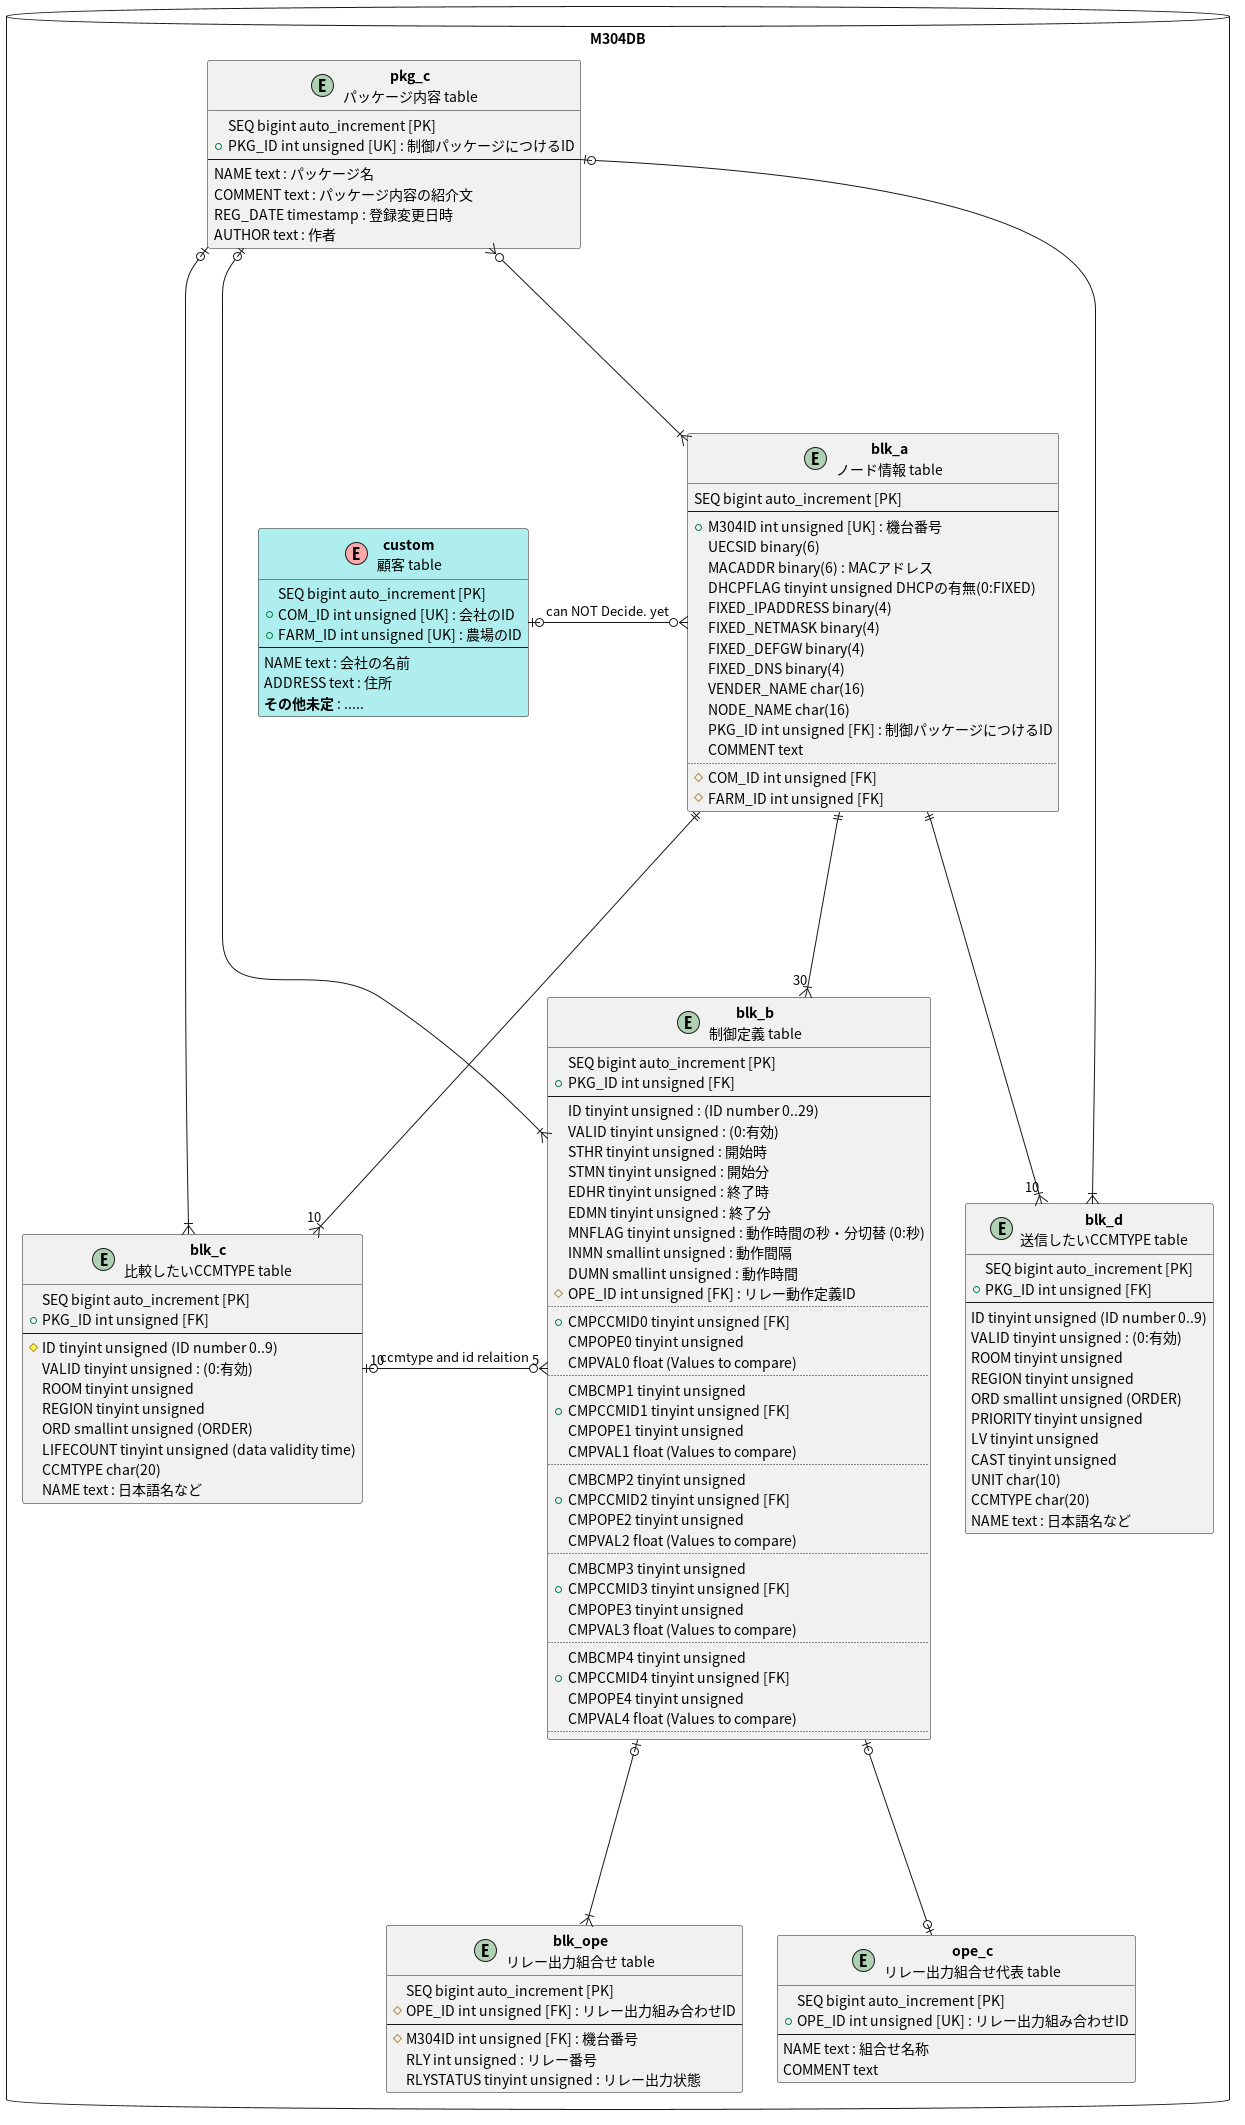 M304DB
pkg_c
パッケージ内容 table
SEQ bigint auto_increment [PK]
PKG_ID int unsigned [UK] : 制御パッケージにつけるID
NAME text : パッケージ名
COMMENT text : パッケージ内容の紹介文
REG_DATE timestamp : 登録変更日時
AUTHOR text : 作者
blk_a
ノード情報 table
SEQ bigint auto_increment [PK]
M304ID int unsigned [UK] : 機台番号
UECSID binary(6)
MACADDR binary(6) : MACアドレス
DHCPFLAG tinyint unsigned DHCPの有無(0:FIXED)
FIXED_IPADDRESS binary(4)
FIXED_NETMASK binary(4)
FIXED_DEFGW binary(4)
FIXED_DNS binary(4)
VENDER_NAME char(16)
NODE_NAME char(16)
PKG_ID int unsigned [FK] : 制御パッケージにつけるID
COMMENT text
COM_ID int unsigned [FK]
FARM_ID int unsigned [FK]
custom
顧客 table
SEQ bigint auto_increment [PK]
COM_ID int unsigned [UK] : 会社のID
FARM_ID int unsigned [UK] : 農場のID
NAME text : 会社の名前
ADDRESS text : 住所
その他未定 : .....
can NOT Decide. yet
30
10
10
blk_b
制御定義 table
SEQ bigint auto_increment [PK]
PKG_ID int unsigned [FK]
ID tinyint unsigned : (ID number 0..29)
VALID tinyint unsigned : (0:有効)
STHR tinyint unsigned : 開始時
STMN tinyint unsigned : 開始分
EDHR tinyint unsigned : 終了時
EDMN tinyint unsigned : 終了分
MNFLAG tinyint unsigned : 動作時間の秒・分切替 (0:秒)
INMN smallint unsigned : 動作間隔
DUMN smallint unsigned : 動作時間
OPE_ID int unsigned [FK] : リレー動作定義ID
CMPCCMID0 tinyint unsigned [FK]
CMPOPE0 tinyint unsigned
CMPVAL0 float (Values to compare)
CMBCMP1 tinyint unsigned
CMPCCMID1 tinyint unsigned [FK]
CMPOPE1 tinyint unsigned
CMPVAL1 float (Values to compare)
CMBCMP2 tinyint unsigned
CMPCCMID2 tinyint unsigned [FK]
CMPOPE2 tinyint unsigned
CMPVAL2 float (Values to compare)
CMBCMP3 tinyint unsigned
CMPCCMID3 tinyint unsigned [FK]
CMPOPE3 tinyint unsigned
CMPVAL3 float (Values to compare)
CMBCMP4 tinyint unsigned
CMPCCMID4 tinyint unsigned [FK]
CMPOPE4 tinyint unsigned
CMPVAL4 float (Values to compare)
blk_c
比較したいCCMTYPE table
SEQ bigint auto_increment [PK]
PKG_ID int unsigned [FK]
ID tinyint unsigned (ID number 0..9)
VALID tinyint unsigned : (0:有効)
ROOM tinyint unsigned
REGION tinyint unsigned
ORD smallint unsigned (ORDER)
LIFECOUNT tinyint unsigned (data validity time)
CCMTYPE char(20)
NAME text : 日本語名など
10
ccmtype and id relaition
5
blk_d
送信したいCCMTYPE table
SEQ bigint auto_increment [PK]
PKG_ID int unsigned [FK]
ID tinyint unsigned (ID number 0..9)
VALID tinyint unsigned : (0:有効)
ROOM tinyint unsigned
REGION tinyint unsigned
ORD smallint unsigned (ORDER)
PRIORITY tinyint unsigned
LV tinyint unsigned
CAST tinyint unsigned
UNIT char(10)
CCMTYPE char(20)
NAME text : 日本語名など
blk_ope
リレー出力組合せ table
SEQ bigint auto_increment [PK]
OPE_ID int unsigned [FK] : リレー出力組み合わせID
M304ID int unsigned [FK] : 機台番号
RLY int unsigned : リレー番号
RLYSTATUS tinyint unsigned : リレー出力状態
ope_c
リレー出力組合せ代表 table
SEQ bigint auto_increment [PK]
OPE_ID int unsigned [UK] : リレー出力組み合わせID
NAME text : 組合せ名称
COMMENT text